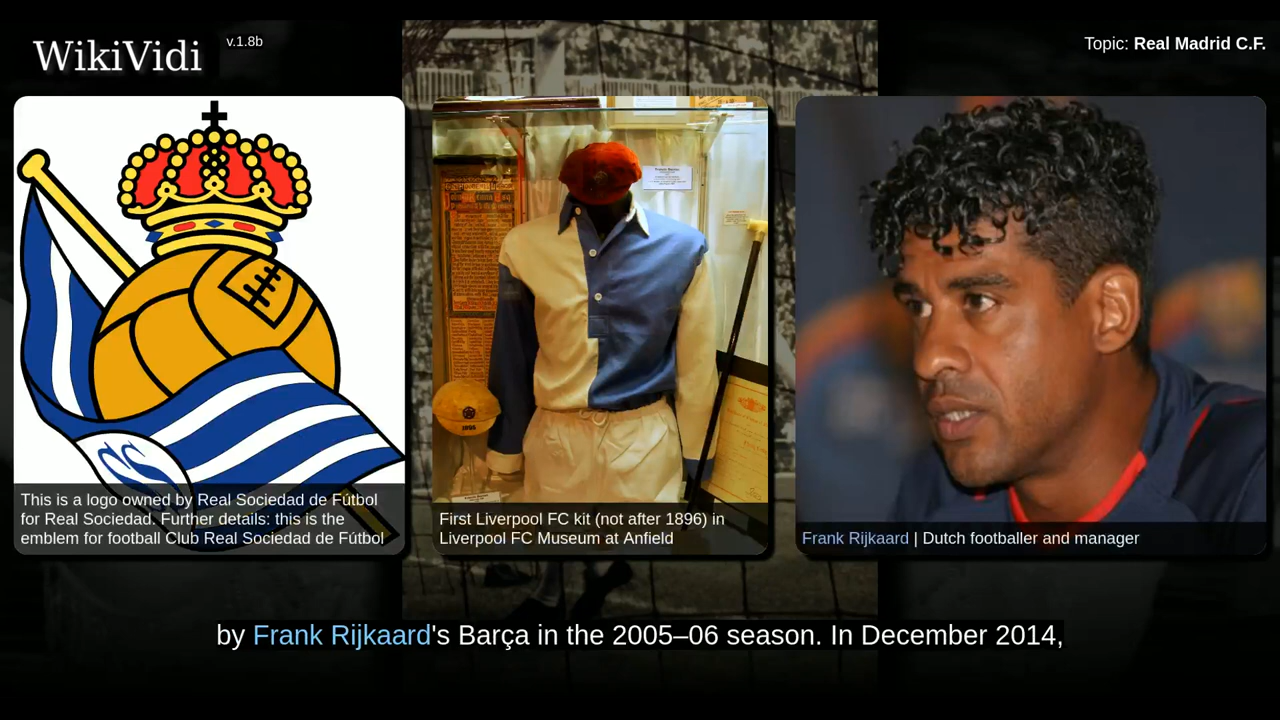 WikiVidi
v.1.8b
Topic: Real Madrid C.F.
This is a logo owned by Real Sociedad de Fútbol
for Real Sociedad. Further details: this is the
emblem for football Club Real Sociedad de Fútbol
1895
First Liverpool FC kit (not after 1896) in
Liverpool FC Museum at Anfield
Frank Rijkaard | Dutch footballer and manager
by Frank Rijkaard's Barça in the 2005–06 season. In December 2014,